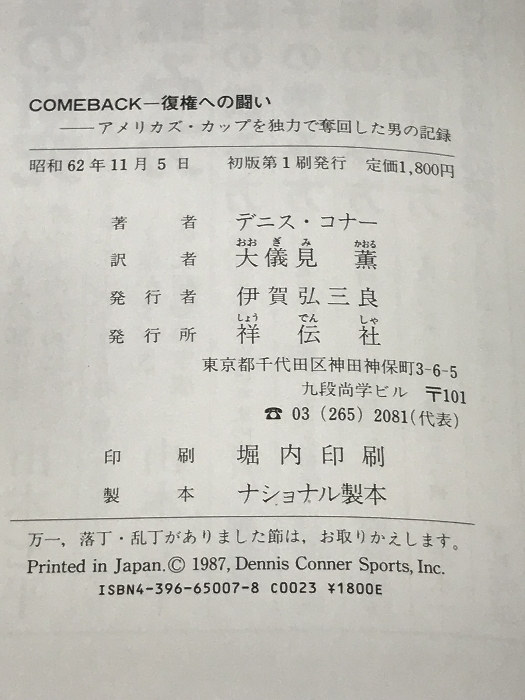 COMEBACK—復権への闘い
——アメリカズ・カップを独力で奪回した男の記録
昭和62年11月5日 初版第1刷発行 定価1,800円
著者 デニス・コナー
おおぎみ かおる
訳者 大儀見 薫
発行者 伊賀弘三良
しょう でん しゃ
発行所 祥伝社
東京都千代田区神田神保町3-6-5
九段尚学ビル 〒101
☎ 03 (265) 2081(代表)
印刷 堀内印刷
製本 ナショナル製本
万一，落丁・乱丁がありました節は，お取りかえします。
Printed in Japan.© 1987, Dennis Conner Sports, Inc.
ISBN4-396-65007-8 C0023 ¥1800E